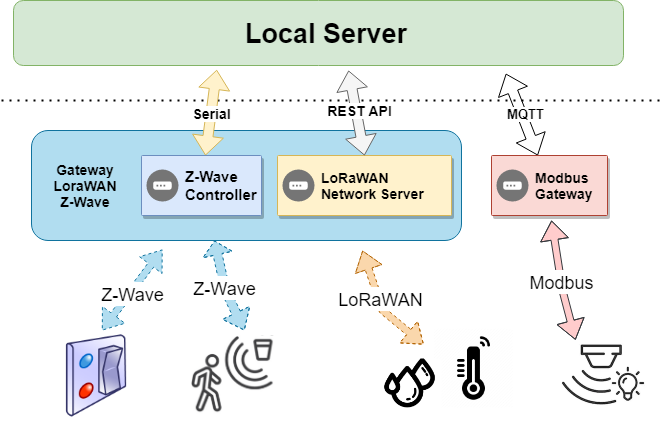 Local Server
Serial
REST API
MQTT
Gateway
LoraWAN
Z-Wave
Z-Wave
Controller
LoRaWAN
Network Server
Modbus
Gateway
Z-Wave
Z-Wave
LoRaWAN
Modbus